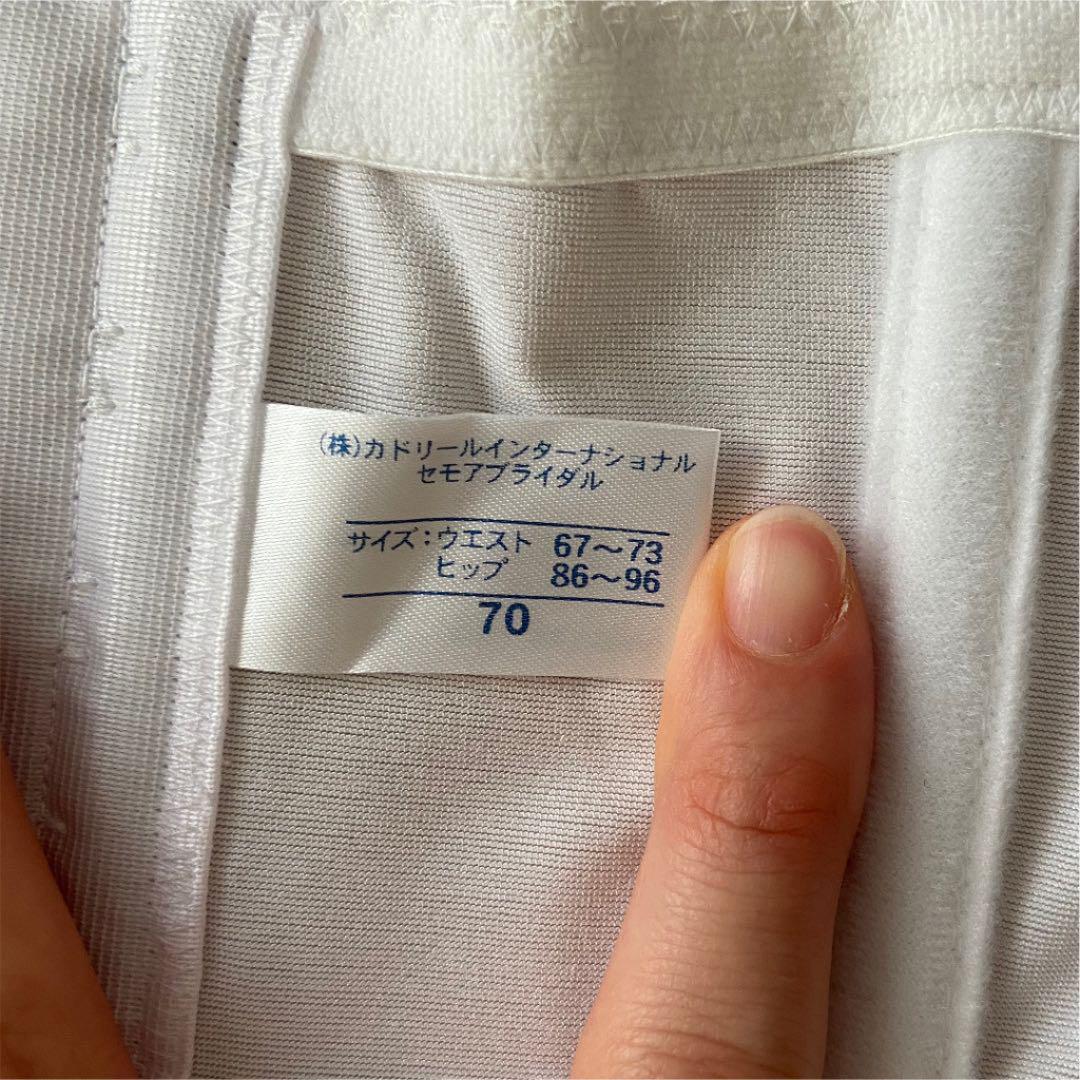 (株)カドリールインターナショナル
セモアブライダル
サイズ:ウエスト 67～73
ヒップ 86～96
70